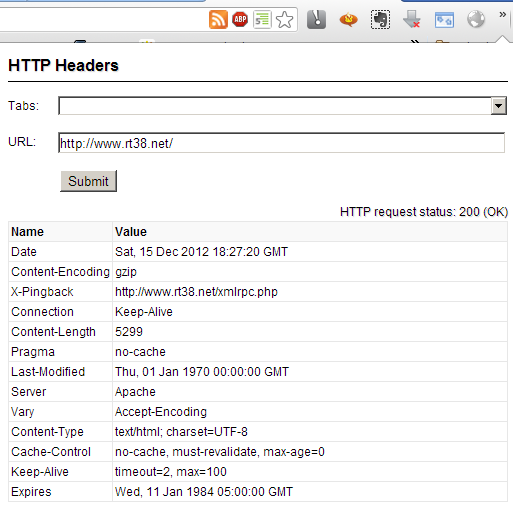 ABP
»
HTTP Headers
Tabs:
URL: http://www.rt38.net/
Submit
HTTP request status: 200 (OK)
Name Value
Date Sat, 15 Dec 2012 18:27:20 GMT
Content-Encoding gzip
X-Pingback http://www.rt38.net/xmlrpc.php
Connection Keep-Alive
Content-Length 5299
Pragma no-cache
Last-Modified Thu, 01 Jan 1970 00:00:00 GMT
Server Apache
Vary Accept-Encoding
Content-Type text/html; charset=UTF-8
Cache-Control no-cache, must-revalidate, max-age=0
Keep-Alive timeout=2, max=100
Expires Wed, 11 Jan 1984 05:00:00 GMT